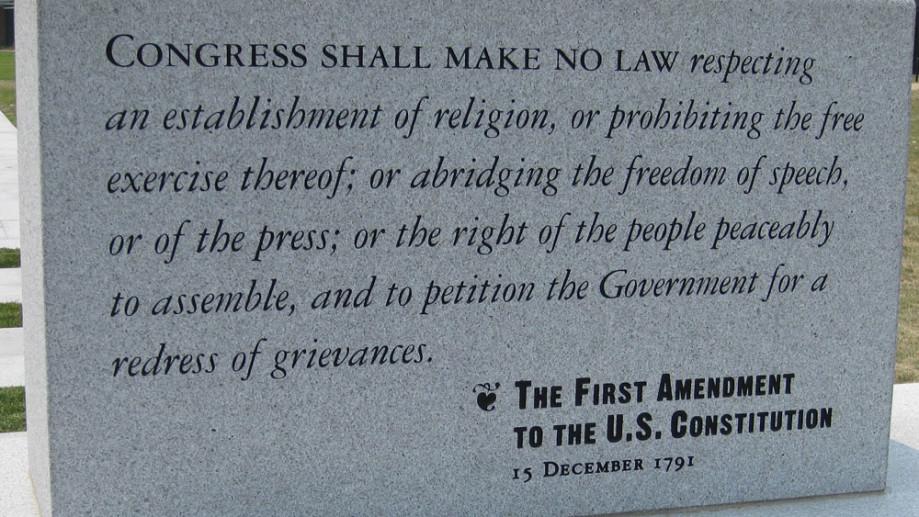 CONGRESS SHALL MAKE NO LAW respecting
an establishment of religion, or prohibiting the free
exercise thereof; or abridging the freedom of speech,
or of the press; or the right of the people peaceably
to assemble, and to petition the Government for a
redress of grievances.
❦ THE FIRST AMENDMENT
TO THE U.S. CONSTITUTION
15 DECEMBER 1791